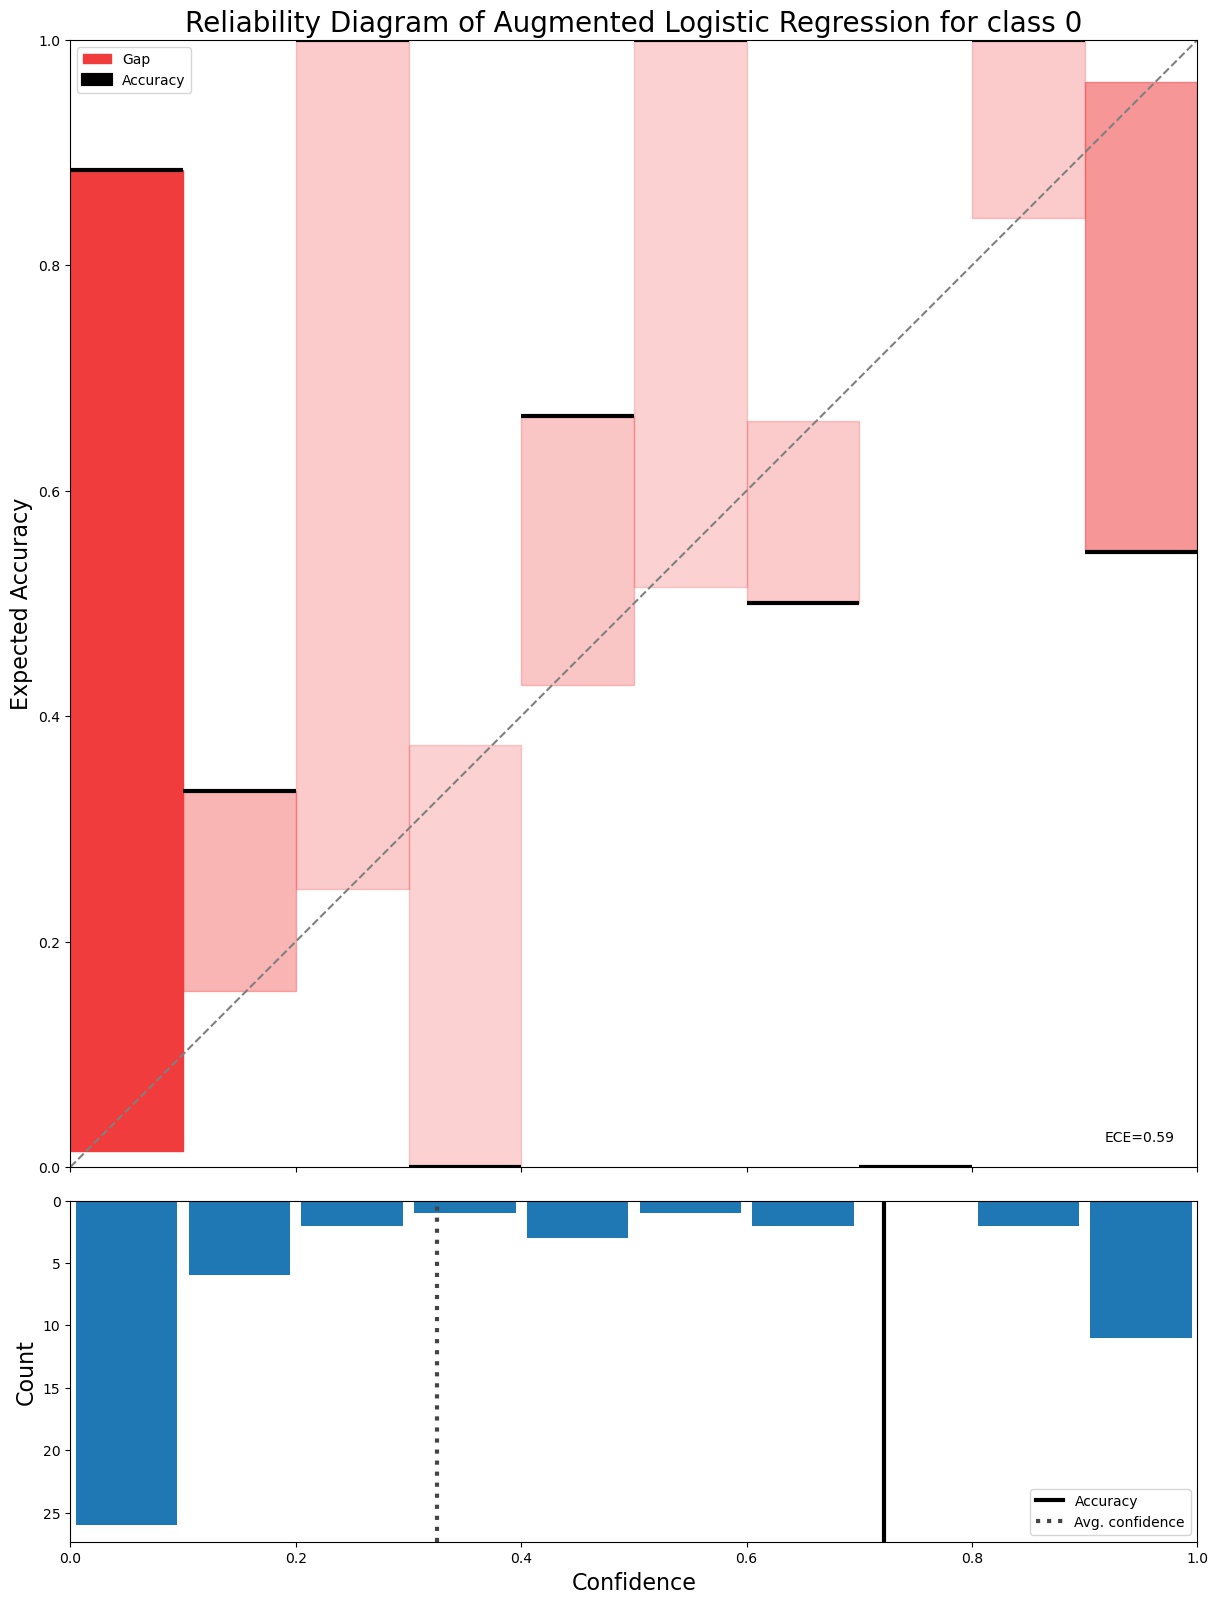 Reliability Diagram of Augmented Logistic Regression for class 0
1.0
Gap
Accuracy
0.8
0.6
Expected Accuracy
0.4
0.2
ECE=0.59
0.0
0
5
10
Count
15
20
Accuracy
Avg. confidence
25
0.0 0.2 0.4 0.6 0.8 1.0
Confidence